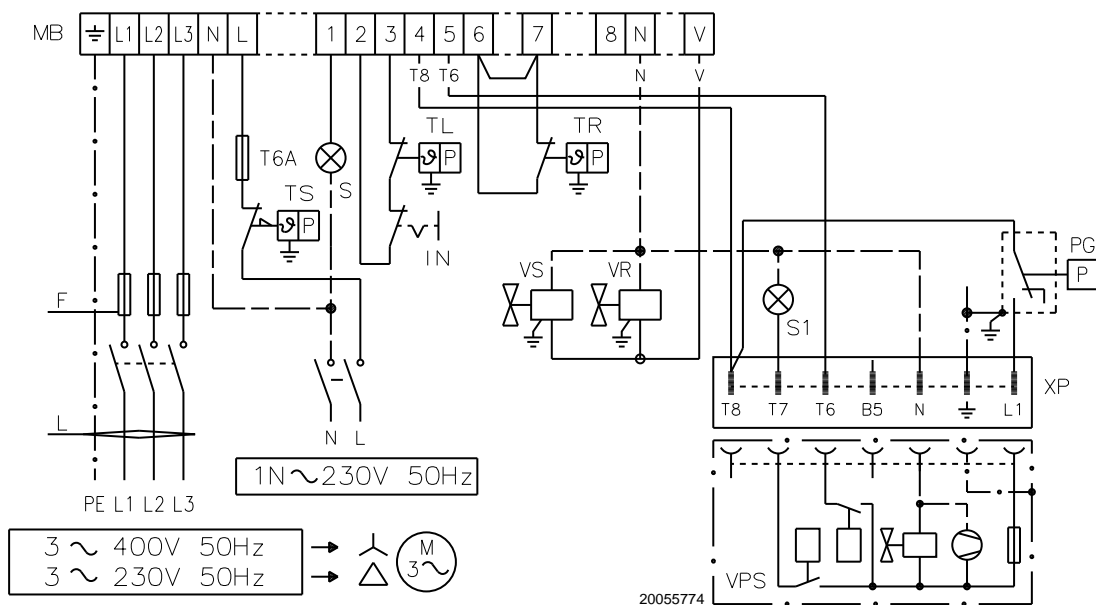 MB L1 L2 L3 N L 1 2 3 4 5 6 7 8 N V
T8 T6 N V
TL TR
ϑ P ϑ P
T6A
S
TS
ϑ P
IN
PG
P
VS VR
F
S1
XP
T8 T7 T6 B5 N L1
L
N L
1N ~ 230V 50Hz
PE L1 L2 L3
3 ~ 400V 50Hz
3 ~ 230V 50Hz
M
3 ~
VPS
20055774